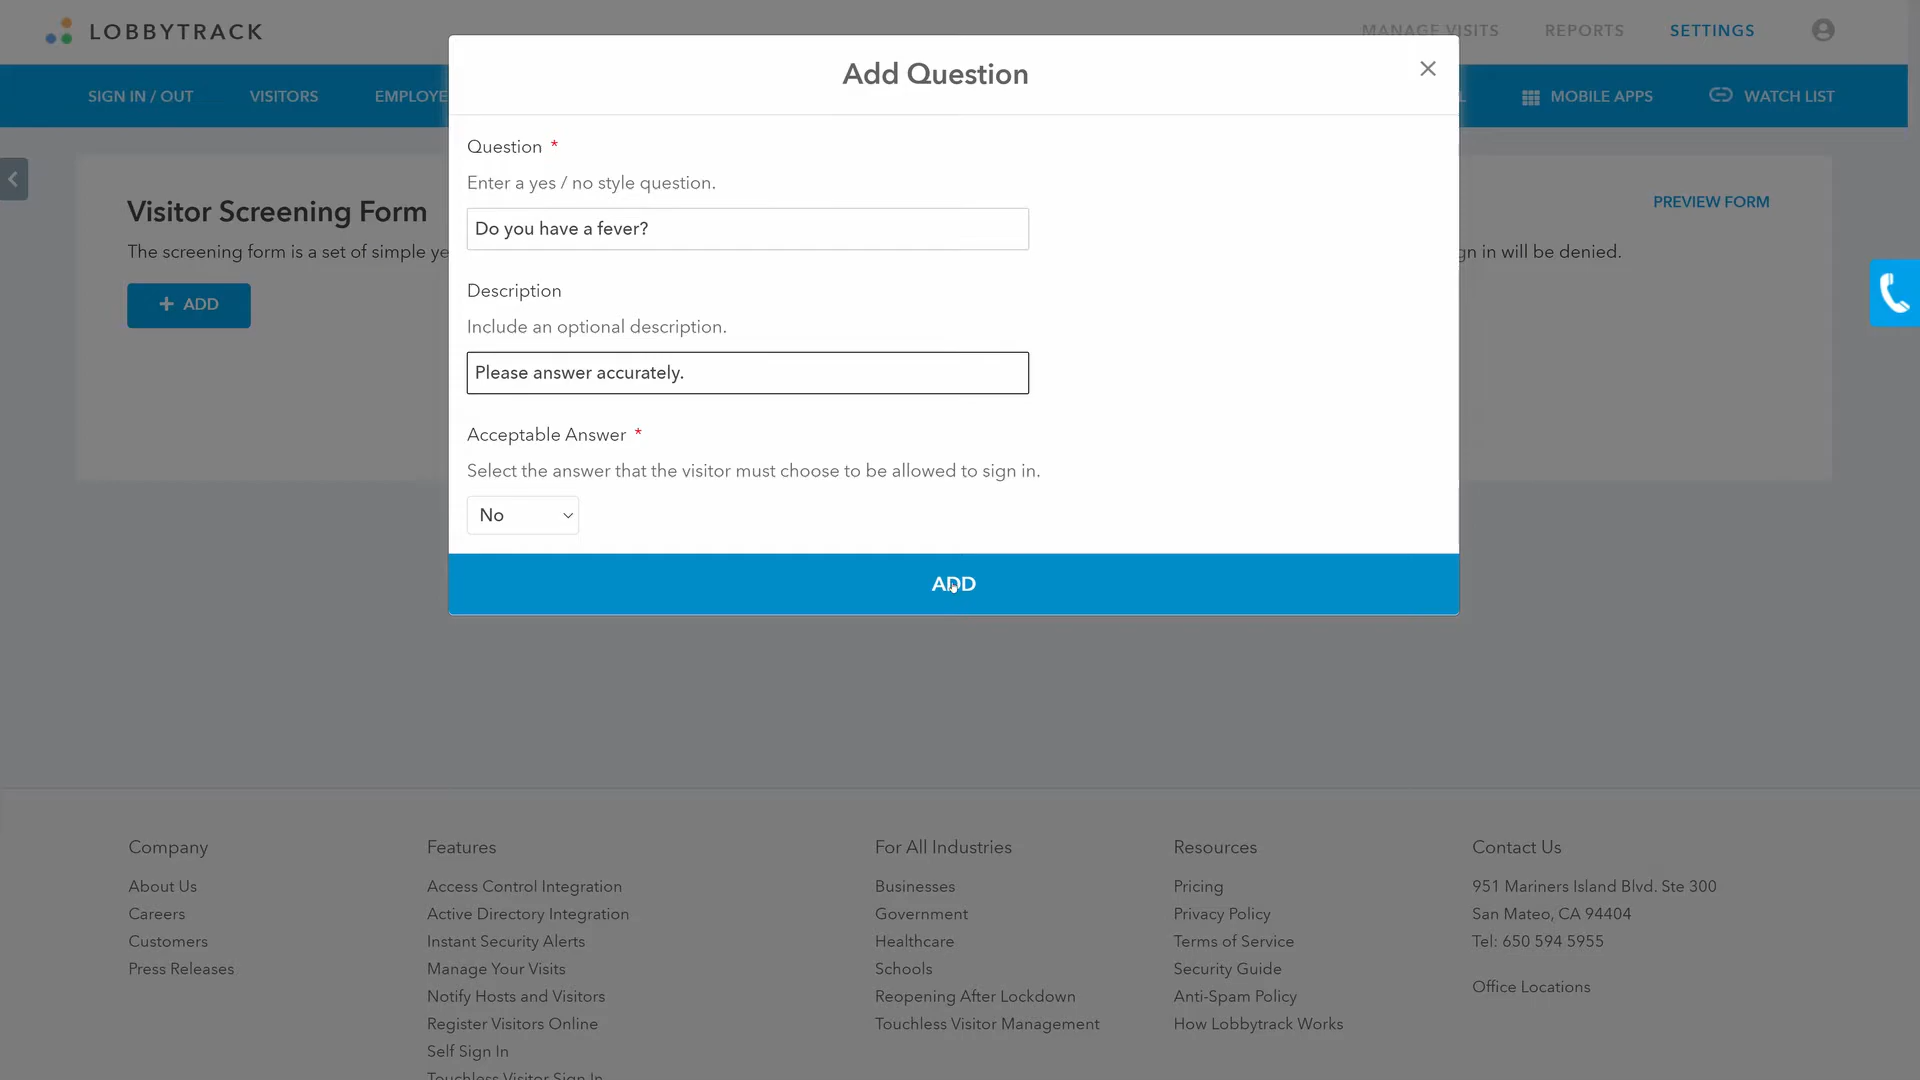 LOBBYTRACK
MANAGE VISITS
REPORTS
SETTINGS
SIGN IN / OUT
VISITORS
EMPLOYE
MOBILE APPS
WATCH LIST
Add Question
Question *
Enter a yes / no style question.
Do you have a fever?
Description
Include an optional description.
Please answer accurately.
Acceptable Answer *
Select the answer that the visitor must choose to be allowed to sign in.
No
ADD
Visitor Screening Form
PREVIEW FORM
The screening form is a set of simple ye
gn in will be denied.
+ ADD
Company
About Us
Careers
Customers
Press Releases
Features
Access Control Integration
Active Directory Integration
Instant Security Alerts
Manage Your Visits
Notify Hosts and Visitors
Register Visitors Online
Self Sign In
Touchless Visitor Sign In
For All Industries
Businesses
Government
Healthcare
Schools
Reopening After Lockdown
Touchless Visitor Management
Resources
Pricing
Privacy Policy
Terms of Service
Security Guide
Anti-Spam Policy
How Lobbytrack Works
Contact Us
951 Mariners Island Blvd. Ste 300
San Mateo, CA 94404
Tel: 650 594 5955
Office Locations